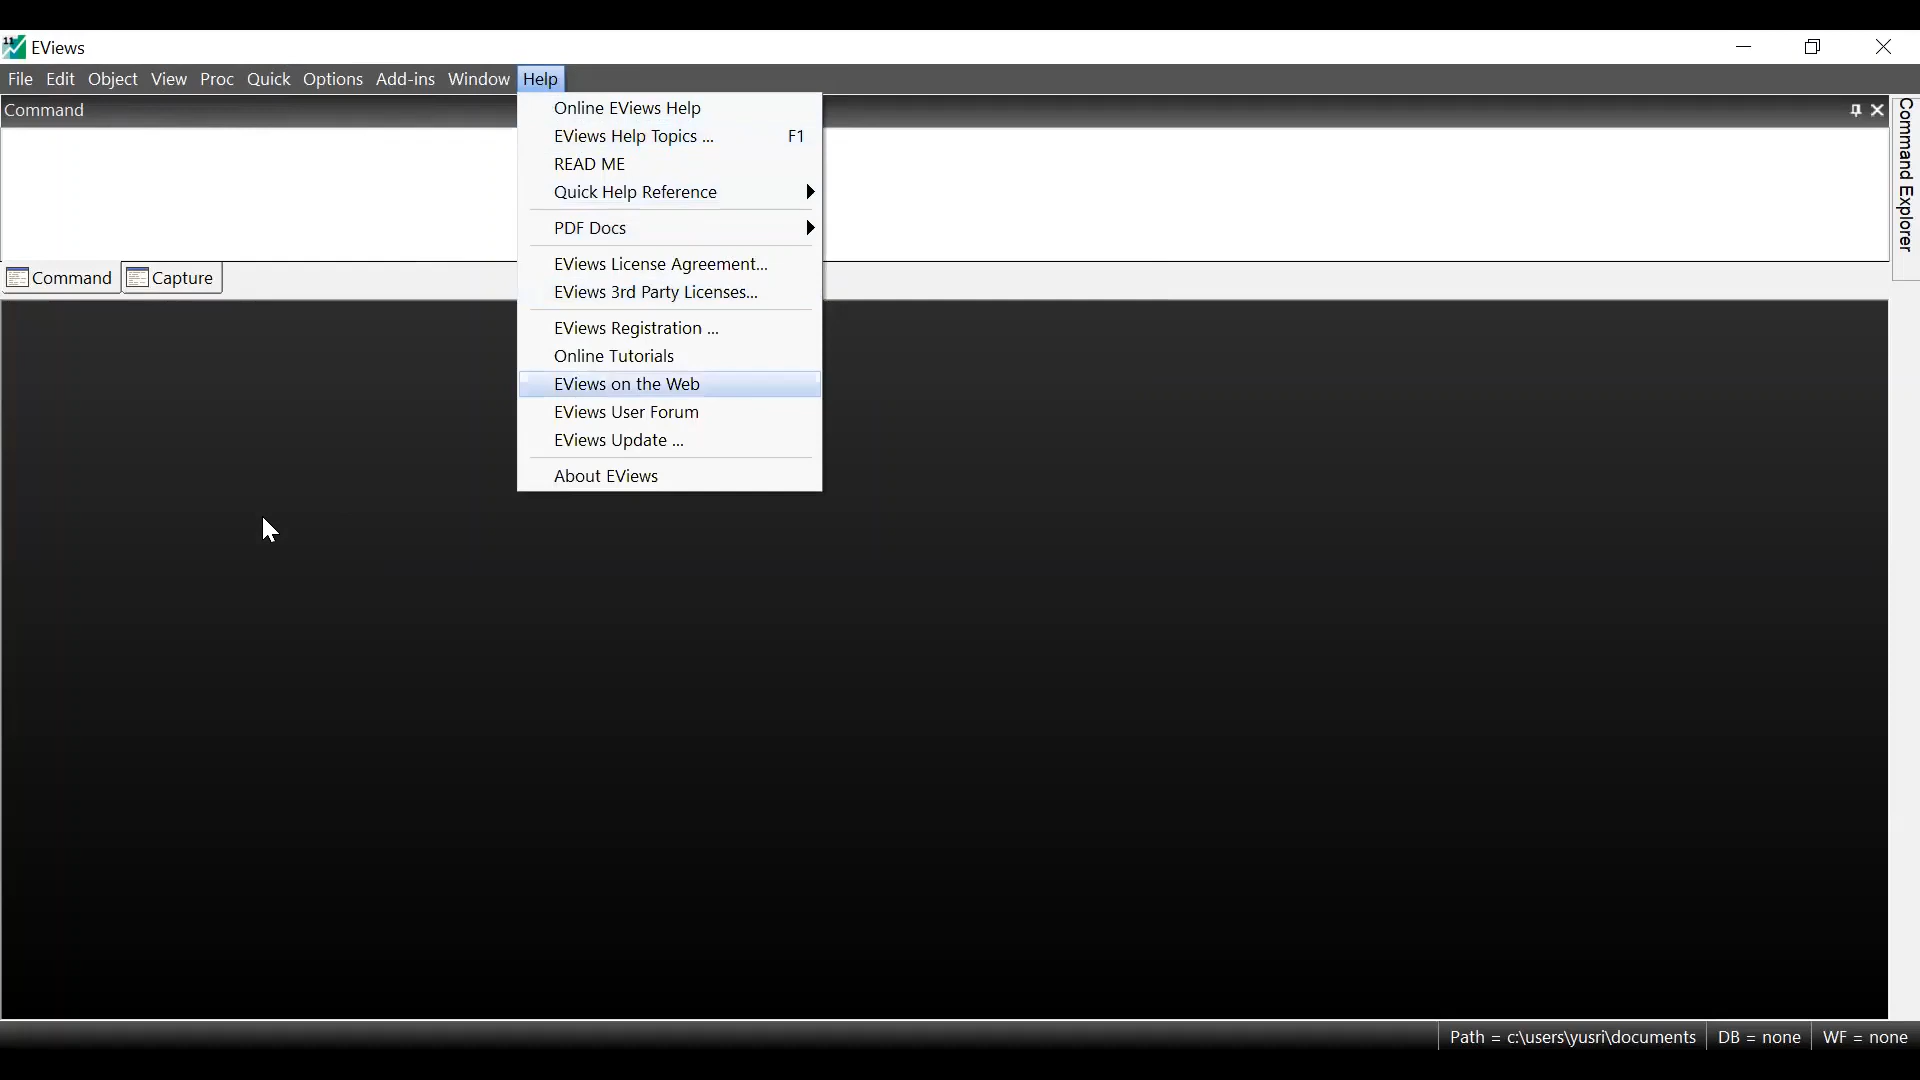 EViews
File Edit Object View Proc Quick Options Add-ins Window Help
Command
Online EViews Help
EViews Help Topics ... F1
READ ME
Quick Help Reference
PDF Docs
EViews License Agreement...
EViews 3rd Party Licenses...
EViews Registration ...
Online Tutorials
EViews on the Web
EViews User Forum
EViews Update ...
About EViews
Command Capture
Command Explorer
Path = c:\users\yusri\documents DB = none WF = none